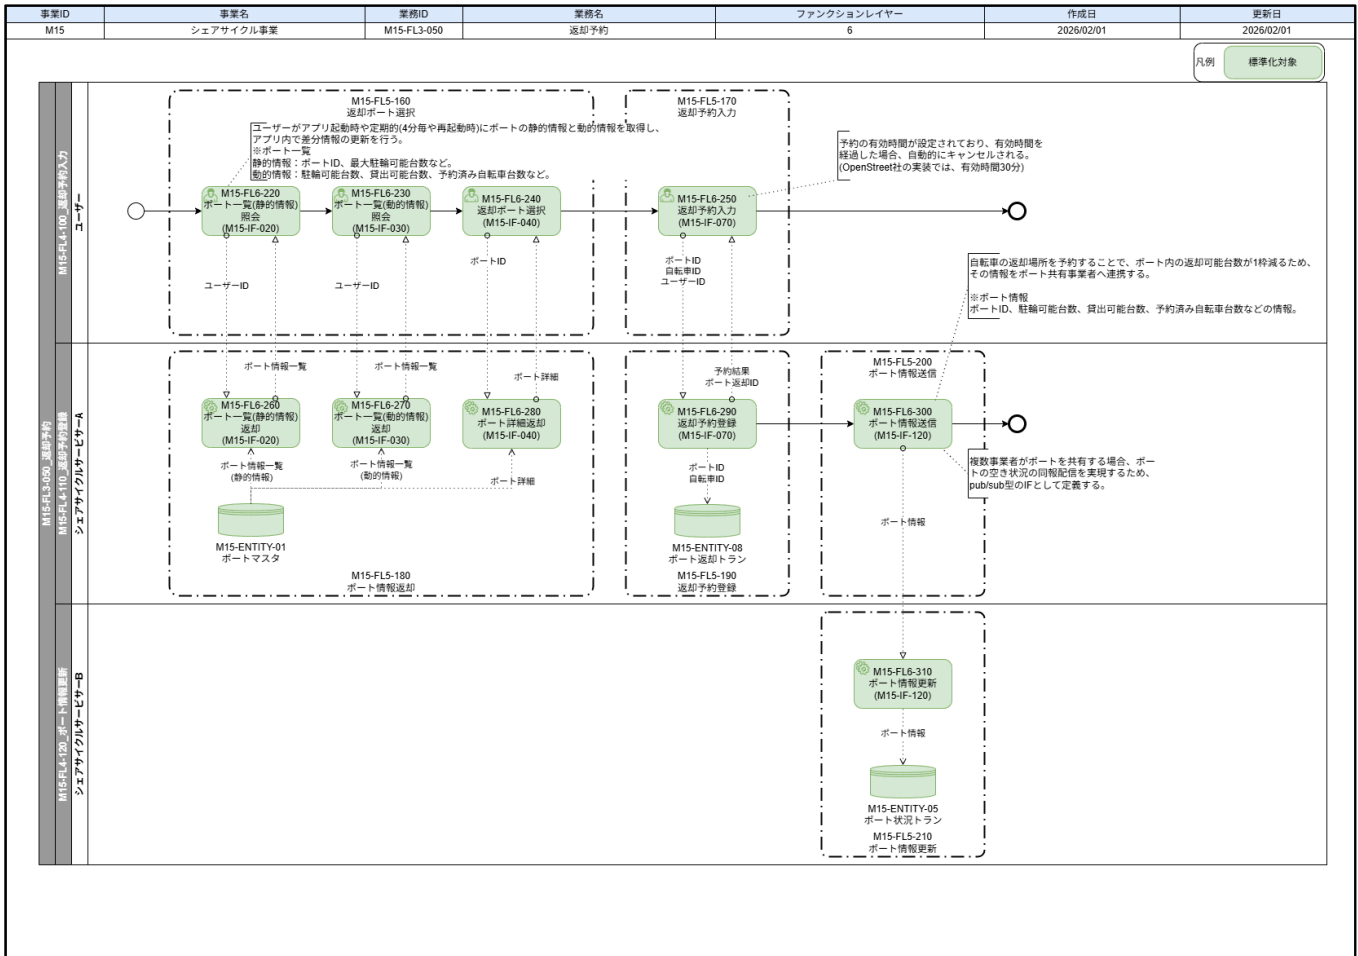 事業ID 事業名 業務ID 業務名 ファンクションレイヤー 作成日 更新日
M15 シェアサイクル事業 M15-FL3-050 返却予約 6 2026/02/01 2026/02/01
凡例 標準化対象
M15-FL3-050_返却予約
M15-FL4-100_返却予約入力
ユーザー
M15-FL5-160
返却ポート選択
ユーザーがアプリ起動時や定期的(4分毎や再起動時)にポートの静的情報と動的情報を取得し、
アプリ内で差分情報の更新を行う。
※ポート一覧
静的情報：ポートID、最大駐輪可能台数など。
動的情報：駐輪可能台数、貸出可能台数、予約済み自転車台数など。
M15-FL5-170
返却予約入力
予約の有効時間が設定されており、有効時間を
経過した場合、自動的にキャンセルされる。
(OpenStreet社の実装では、有効時間30分)
M15-FL6-220
ポート一覧(静的情報)
照会
(M15-IF-020)
M15-FL6-230
ポート一覧(動的情報)
照会
(M15-IF-030)
M15-FL6-240
返却ポート選択
(M15-IF-040)
M15-FL6-250
返却予約入力
(M15-IF-070)
ユーザーID
ユーザーID
ポートID
ポートID
自転車ID
ユーザーID
自転車の返却場所を予約することで、ポート内の返却可能台数が1枠減るため、
その情報をポート共有事業者へ連携する。
※ポート情報
ポートID、駐輪可能台数、貸出可能台数、予約済み自転車台数などの情報。
M15-FL4-110_返却予約登録
シェアサイクルサービサーA
ポート情報一覧
ポート情報一覧
ポート詳細
予約結果
ポート返却ID
M15-FL5-200
ポート情報送信
M15-FL6-260
ポート一覧(静的情報)
返却
(M15-IF-020)
M15-FL6-270
ポート一覧(動的情報)
返却
(M15-IF-030)
M15-FL6-280
ポート詳細返却
(M15-IF-040)
M15-FL6-290
返却予約登録
(M15-IF-070)
M15-FL6-300
ポート情報送信
(M15-IF-120)
ポート情報一覧
(静的情報)
ポート情報一覧
(動的情報)
ポート詳細
ポートID
自転車ID
複数事業者がポートを共有する場合、ポー
トの空き状況の同報配信を実現するため、
pub/sub型のIFとして定義する。
ポート情報
M15-ENTITY-01
ポートマスタ
M15-ENTITY-08
ポート返却トラン
M15-FL5-180
ポート情報返却
M15-FL5-190
返却予約登録
M15-FL4-120_ポート情報更新
シェアサイクルサービサーB
M15-FL6-310
ポート情報更新
(M15-IF-120)
ポート情報
M15-ENTITY-05
ポート状況トラン
M15-FL5-210
ポート情報更新